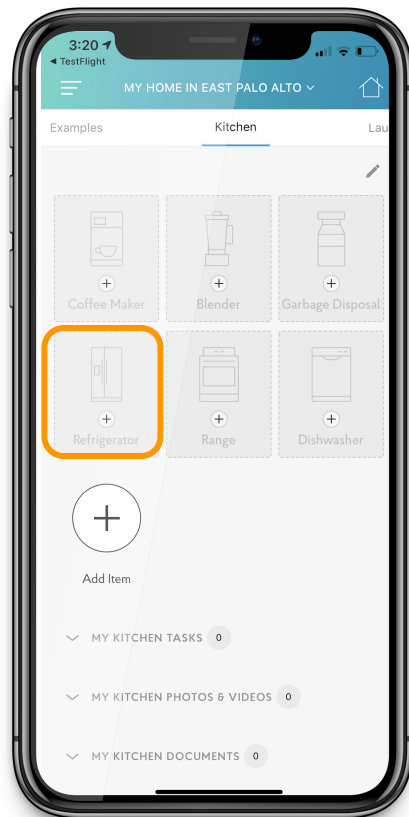 3:20
◀ TestFlight
MY HOME IN EAST PALO ALTO
Examples Kitchen Lau
Coffee Maker Blender Garbage Disposal
Refrigerator Range Dishwasher
Add Item
MY KITCHEN TASKS 0
MY KITCHEN PHOTOS & VIDEOS 0
MY KITCHEN DOCUMENTS 0